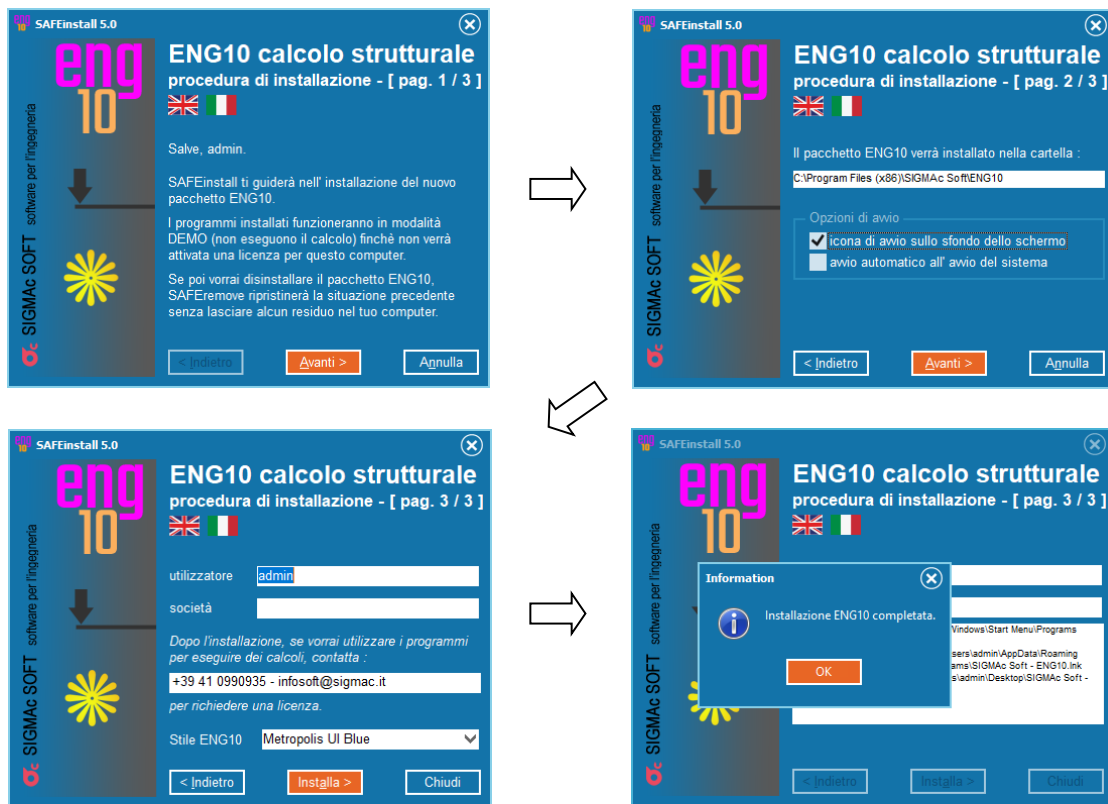 SAFEinstall 5.0
eng
10
software per l'ingegneria
SIGMAc SOFT
ENG10 calcolo strutturale
procedura di installazione - [ pag. 1 / 3 ]
Salve, admin.
SAFEinstall ti guiderà nell' installazione del nuovo
pacchetto ENG10.
I programmi installati funzioneranno in modalità
DEMO (non eseguono il calcolo) finchè non verrà
attivata una licenza per questo computer.
Se poi vorrai disinstallare il pacchetto ENG10,
SAFEremove ripristinerà la situazione precedente
senza lasciare alcun residuo nel tuo computer.
< Indietro
Avanti >
Annulla
SAFEinstall 5.0
eng
10
software per l'ingegneria
SIGMAc SOFT
ENG10 calcolo strutturale
procedura di installazione - [ pag. 2 / 3 ]
Il pacchetto ENG10 verrà installato nella cartella :
C:\Program Files (x86)\SIGMAc Soft\ENG10
Opzioni di avvio
icona di avvio sullo sfondo dello schermo
avvio automatico all' avvio del sistema
< Indietro
Avanti >
Annulla
SAFEinstall 5.0
eng
10
software per l'ingegneria
SIGMAc SOFT
ENG10 calcolo strutturale
procedura di installazione - [ pag. 3 / 3 ]
utilizzatore admin
società
Dopo l'installazione, se vorrai utilizzare i programmi
per eseguire dei calcoli, contatta :
+39 41 0990935 - infosoft@sigmac.it
per richiedere una licenza.
Stile ENG10 Metropolis UI Blue
< Indietro
Installa >
Chiudi
SAFEinstall 5.0
eng
10
software per l'ingegneria
SIGMAc SOFT
ENG10 calcolo strutturale
procedura di installazione - [ pag. 3 / 3 ]
Information
Installazione ENG10 completata.
OK
Windows\Start Menu\Programs
sers\admin\AppData\Roaming
ams\SIGMAc Soft - ENG10.lnk
s\admin\Desktop\SIGMAc Soft -
< Indietro
Installa >
Chiudi